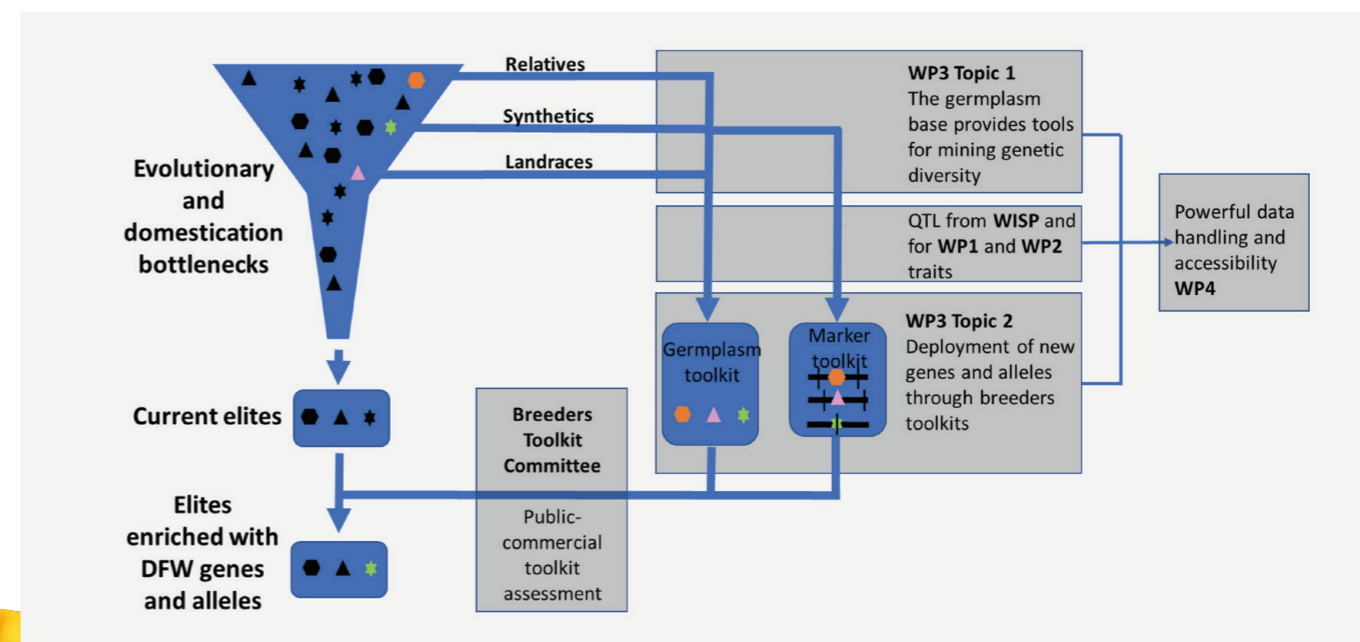 Relatives
Synthetics
Landraces
Evolutionary
and
domestication
bottlenecks
WP3 Topic 1
The germplasm
base provides tools
for mining genetic
diversity
QTL from WISP and
for WP1 and WP2
traits
Powerful data
handling and
accessibility
WP4
WP3 Topic 2
Deployment of new
genes and alleles
through breeders
toolkits
Germplasm
toolkit
Marker
toolkit
Current elites
Breeders
Toolkit
Committee
Public-
commercial
toolkit
assessment
Elites
enriched with
DFW genes
and alleles